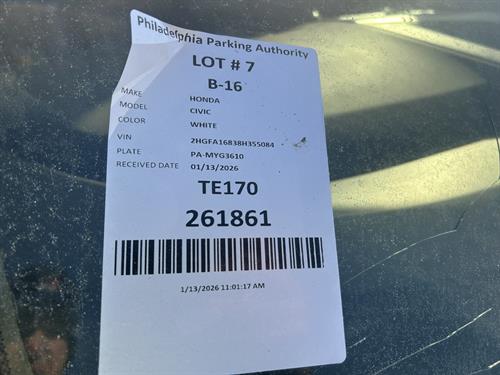 Philadelphia Parking Authority
LOT # 7
B-16
MAKE HONDA
MODEL CIVIC
COLOR WHITE
VIN 2HGFA16838H355084
PLATE PA-MYG3610
RECEIVED DATE 01/13/2026
TE170
261861
1/13/2026 11:01:17 AM